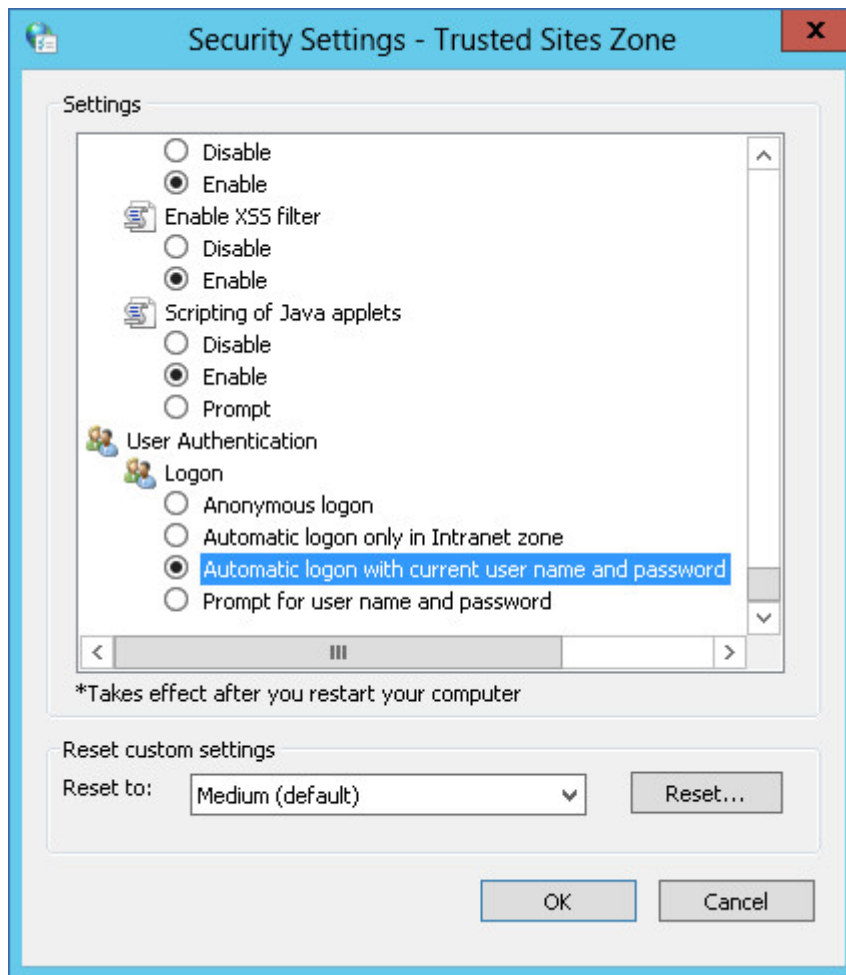 Security Settings - Trusted Sites Zone
x
Settings
Disable
Enable
Enable XSS filter
Disable
Enable
Scripting of Java applets
Disable
Enable
Prompt
User Authentication
Logon
Anonymous logon
Automatic logon only in Intranet zone
Automatic logon with current user name and password
Prompt for user name and password
*Takes effect after you restart your computer
Reset custom settings
Reset to: Medium (default) Reset...
OK Cancel